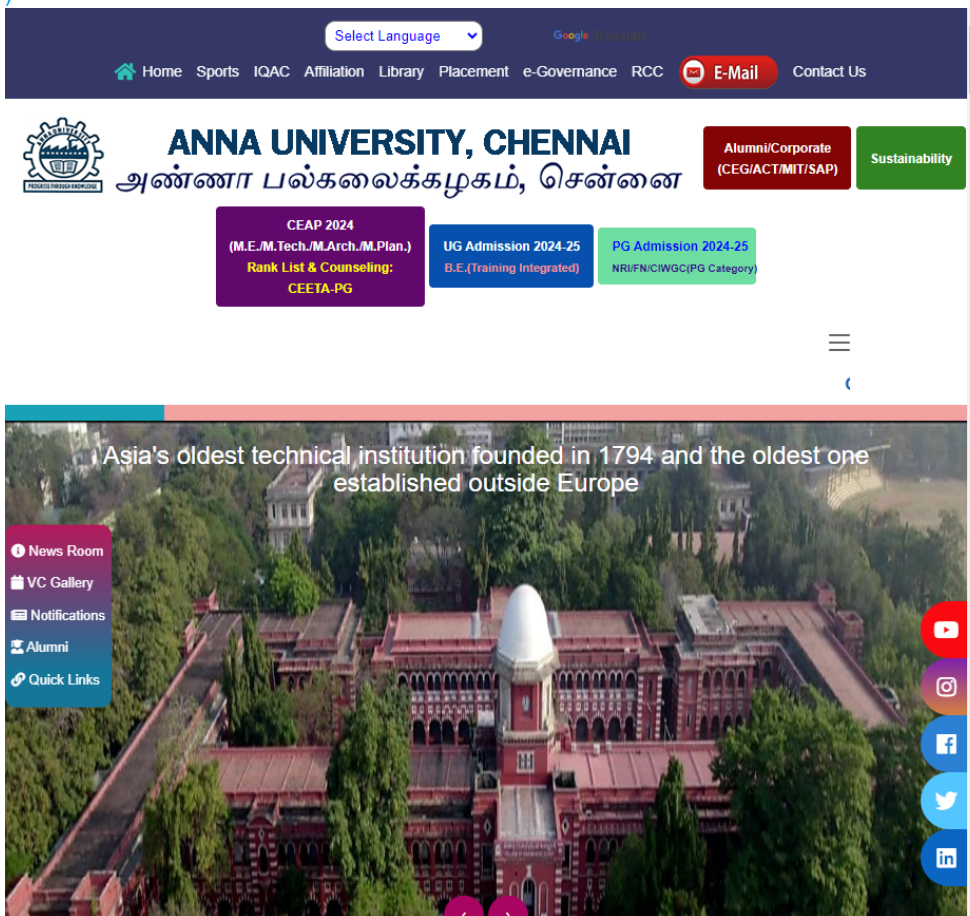 )
Select Language
Google Translate
Home Sports IQAC Affiliation Library Placement e-Governance RCC E-Mail Contact Us
ANNA UNIVERSITY, CHENNAI
அண்ணா பல்கலைக்கழகம், சென்னை
PROGRESS THROUGH KNOWLEDGE
Alumni/Corporate
(CEG/ACT/MIT/SAP)
Sustainability
CEAP 2024
(M.E./M.Tech./M.Arch./M.Plan.)
Rank List & Counseling:
CEETA-PG
UG Admission 2024-25
B.E.(Training Integrated)
PG Admission 2024-25
NRI/FN/CIWGC(PG Category)
Asia's oldest technical institution founded in 1794 and the oldest one
established outside Europe
News Room
VC Gallery
Notifications
Alumni
Quick Links